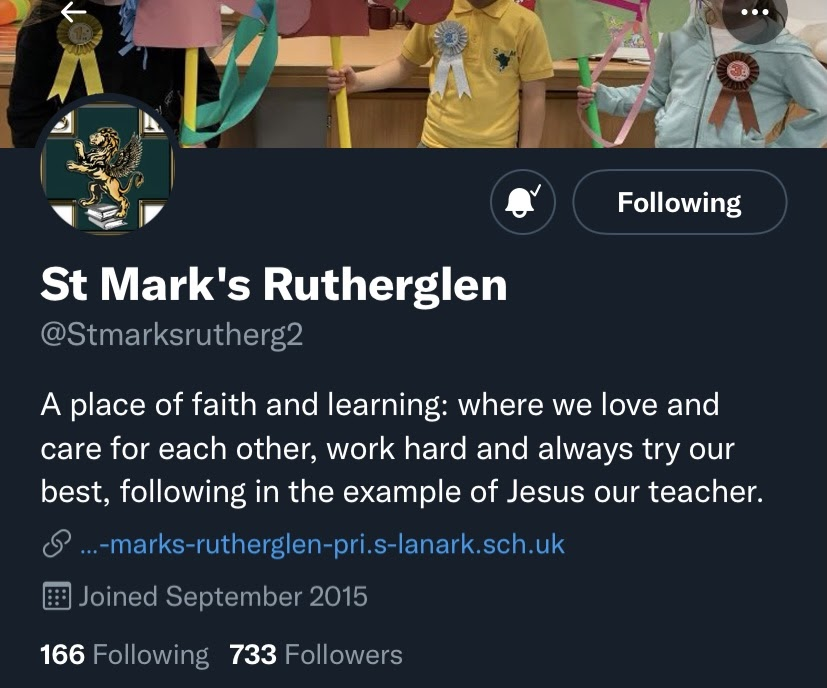 S M
Following
St Mark's Rutherglen
@Stmarksrutherg2
A place of faith and learning: where we love and
care for each other, work hard and always try our
best, following in the example of Jesus our teacher.
...-marks-rutherglen-pri.s-lanark.sch.uk
Joined September 2015
166 Following 733 Followers